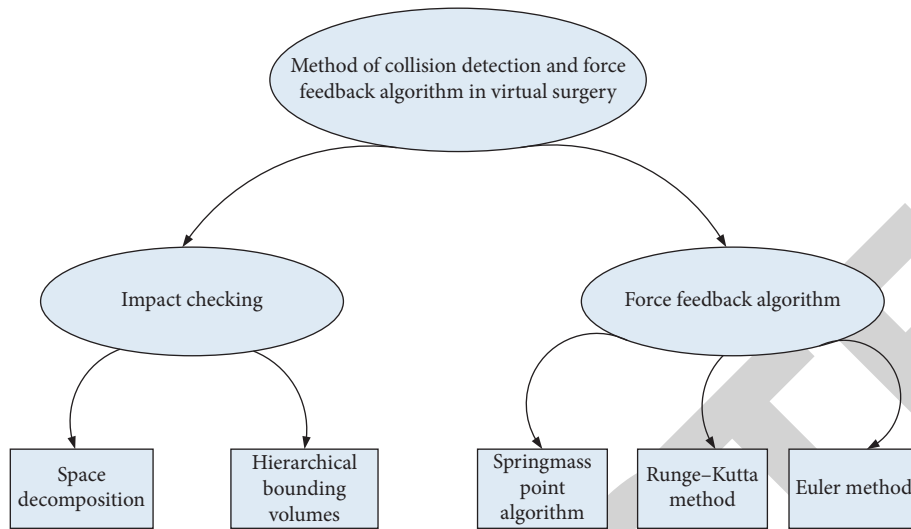 Method of collision detection and force
feedback algorithm in virtual surgery
Impact checking
Force feedback algorithm
Space
decomposition
Hierarchical
bounding
volumes
Springmass
point
algorithm
Runge–Kutta
method
Euler method